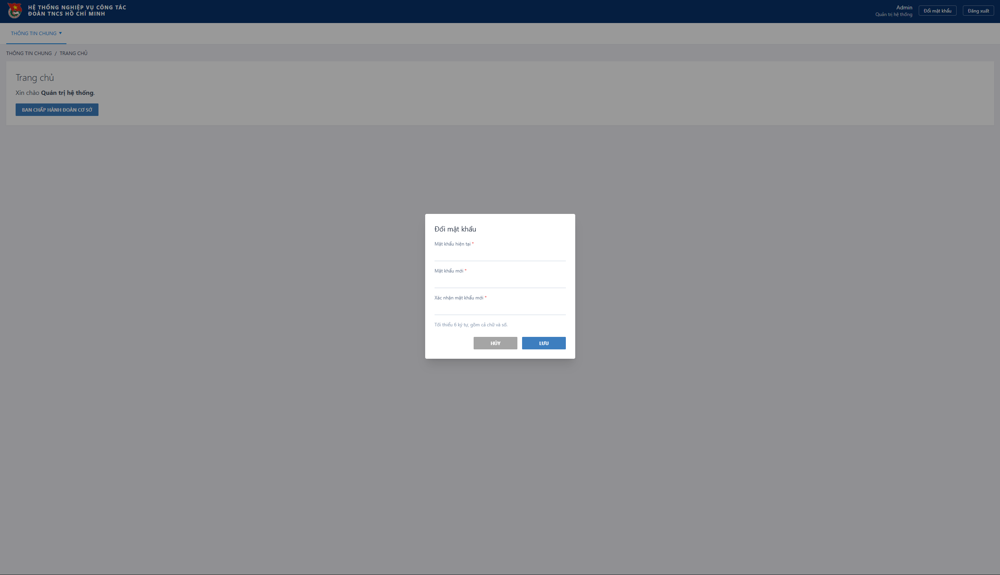 HỆ THỐNG NGHIỆP VỤ CÔNG TÁC
ĐOÀN TNCS HỒ CHÍ MINH
Admin
Quản trị hệ thống
Đổi mật khẩu
Đăng xuất
THÔNG TIN CHUNG
THÔNG TIN CHUNG / TRANG CHỦ
Trang chủ
Xin chào Quản trị hệ thống.
BAN CHẤP HÀNH ĐOÀN CƠ SỞ
Đổi mật khẩu
Mật khẩu hiện tại *
Mật khẩu mới *
Xác nhận mật khẩu mới *
Tối thiểu 6 ký tự, gồm cả chữ và số.
HỦY
LƯU